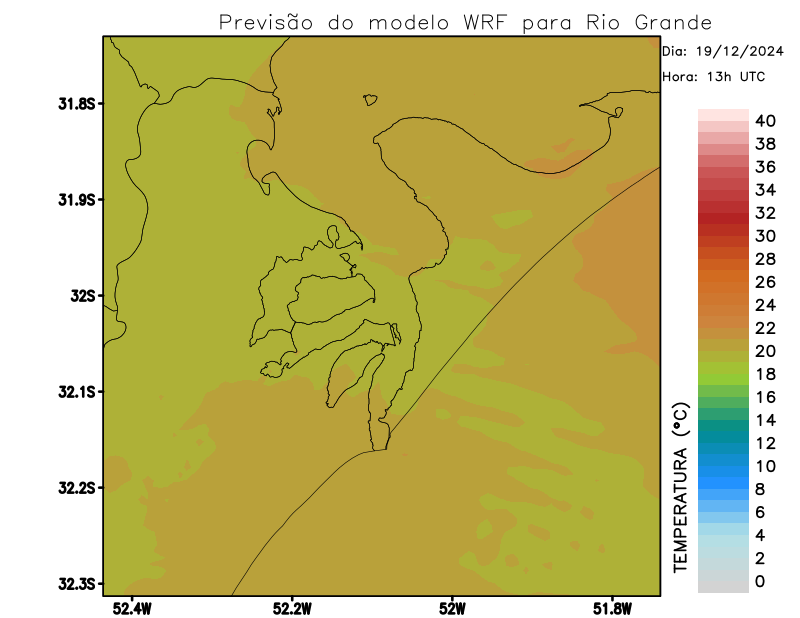 Previsão do modelo WRF para Rio Grande
Dia: 19/12/2024
Hora: 13h UTC
31.8S
31.9S
32S
32.1S
32.2S
32.3S
52.4W
52.2W
52W
51.8W
TEMPERATURA (°C)
40
38
36
34
32
30
28
26
24
22
20
18
16
14
12
10
8
6
4
2
0